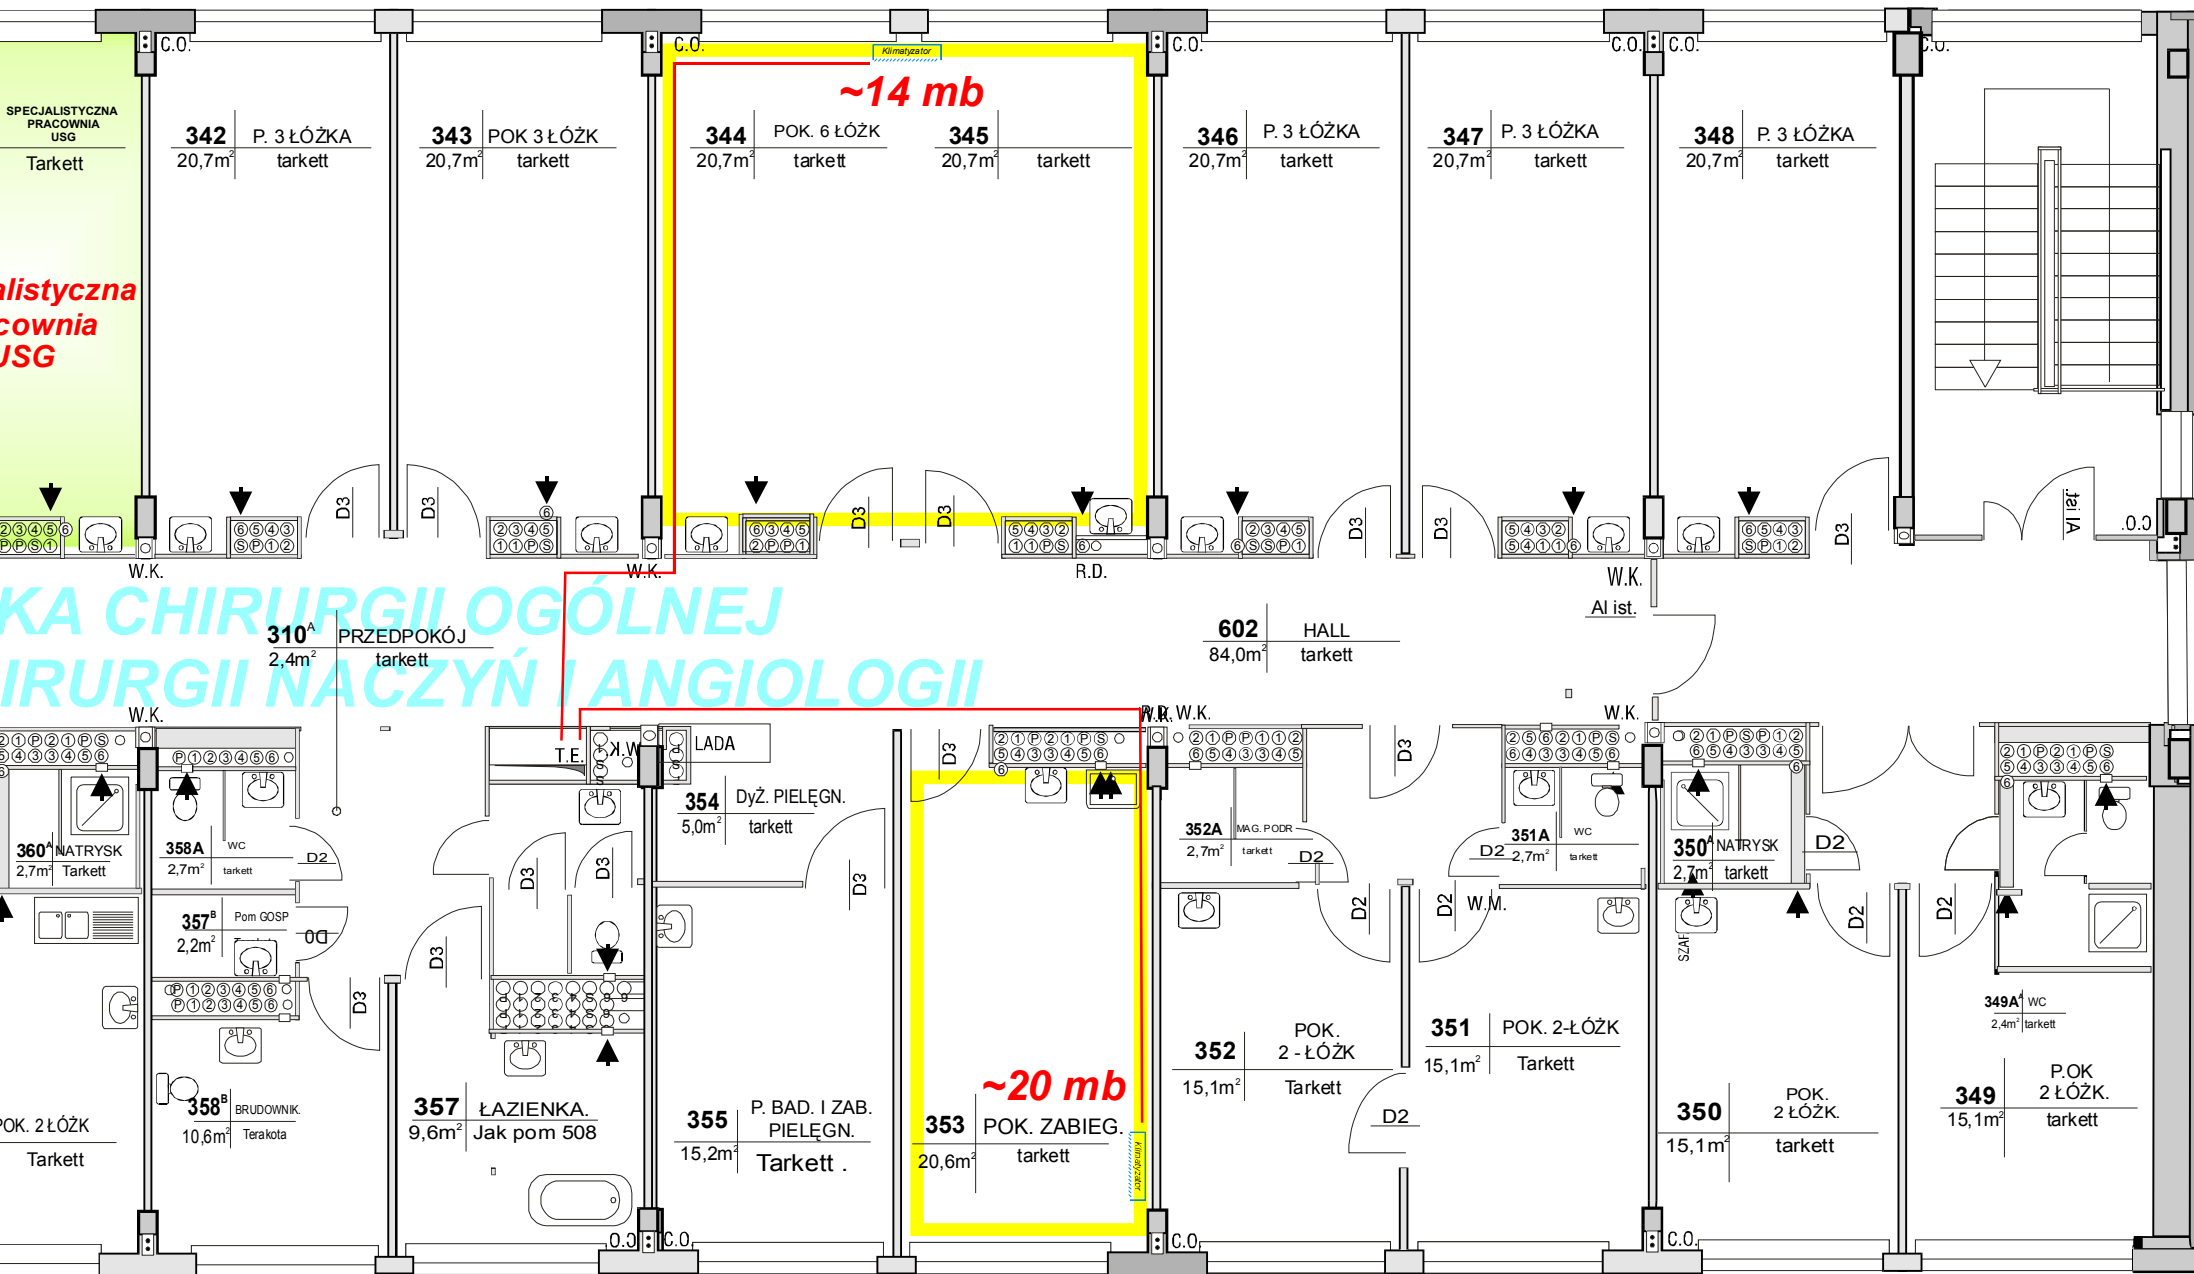 C.O.
C.O.
C.O.
C.O.
C.O.
C.O.
Klimatyzator
~14 mb
SPECJALISTYCZNA
PRACOWNIA
USG
Tarkett
342 P. 3 ŁÓŻKA
20,7m² tarkett
343 POK 3 ŁÓŻK
20,7m² tarkett
344 POK. 6 ŁÓŻK
20,7m² tarkett
345
20,7m² tarkett
346 P. 3 ŁÓŻKA
20,7m² tarkett
347 P. 3 ŁÓŻKA
20,7m² tarkett
348 P. 3 ŁÓŻKA
20,7m² tarkett
alistyczna
cownia
USG
D3
D3
D3
D3
D3
D3
D3
Al ist.
C.O.
W.K.
W.K.
R.D.
W.K.
Al ist.
KA CHIRURGII OGÓLNEJ
IRURGII NACZYŃ I ANGIOLOGII
310A PRZEDPOKÓJ
2,4m² tarkett
602 HALL
84,0m² tarkett
W.K.
W.K.
W.K.
T.E.
W.K.
LADA
D3
D3
354 DyŻ. PIELĘGN.
5,0m² tarkett
360A NATRYSK
2,7m² Tarkett
358A WC
2,7m² tarkett
D2
D3
D3
D3
352A MAG. PODR
2,7m² tarkett
D2
D2
351A WC
2,7m² tarkett
350A NATRYSK
2,7m² tarkett
D2
357B Pom GOSP
2,2m²
D0
D3
D3
D2
D2
W.M.
D2
D2
349AA WC
2,4m² tarkett
352 POK.
2 - ŁÓŻK
15,1m² Tarkett
351 POK. 2-ŁÓŻK
15,1m² Tarkett
D2
350 POK.
2 ŁÓŻK.
15,1m² tarkett
349 P.OK
2 ŁÓŻK.
15,1m² tarkett
POK. 2 ŁÓŻK
Tarkett
358B BRUDOWNIK.
10,6m² Terakota
357 ŁAZIENKA.
9,6m² Jak pom 508
355 P. BAD. I ZAB.
PIELĘGN.
15,2m² Tarkett .
~20 mb
353 POK. ZABIEG.
20,6m² tarkett
Klimatyzator
C.O.
C.O.
C.O.
C.O.